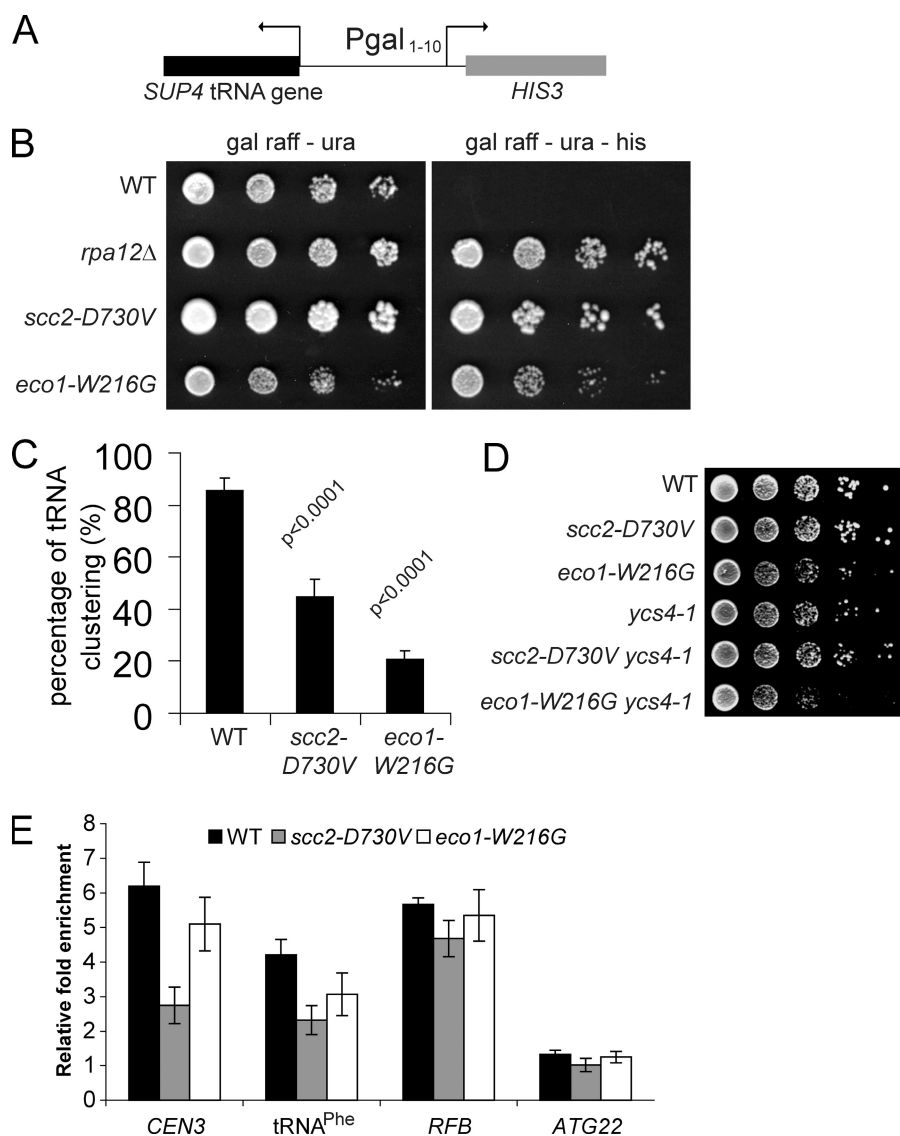 A
Pgal 1-10
SUP4 tRNA gene
HIS3
B
gal raff - ura
gal raff - ura - his
WT
rpa12Δ
scc2-D730V
eco1-W216G
C
percentage of tRNA
clustering (%)
100
80
60
40
20
0
p<0.0001
p<0.0001
WT
scc2-
D730V
eco1-
W216G
D
WT
scc2-D730V
eco1-W216G
ycs4-1
scc2-D730V ycs4-1
eco1-W216G ycs4-1
E
Relative fold enrichment
8
7
6
5
4
3
2
1
0
WT scc2-D730V eco1-W216G
CEN3
tRNAPhe
RFB
ATG22